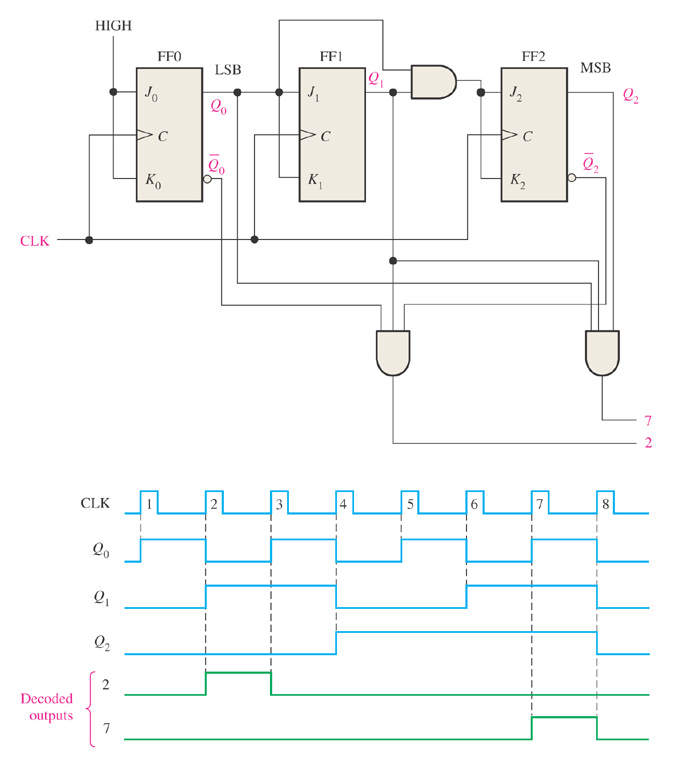 HIGH
FF0
LSB
FF1
FF2
MSB
J₀
Q₀
J₁
Q₁
J₂
Q₂
C
C
C
K₀
Q̅₀
K₁
K₂
Q̅₂
CLK
7
2
CLK 1 2 3 4 5 6 7 8
Q₀
Q₁
Q₂
Decoded outputs
2
7